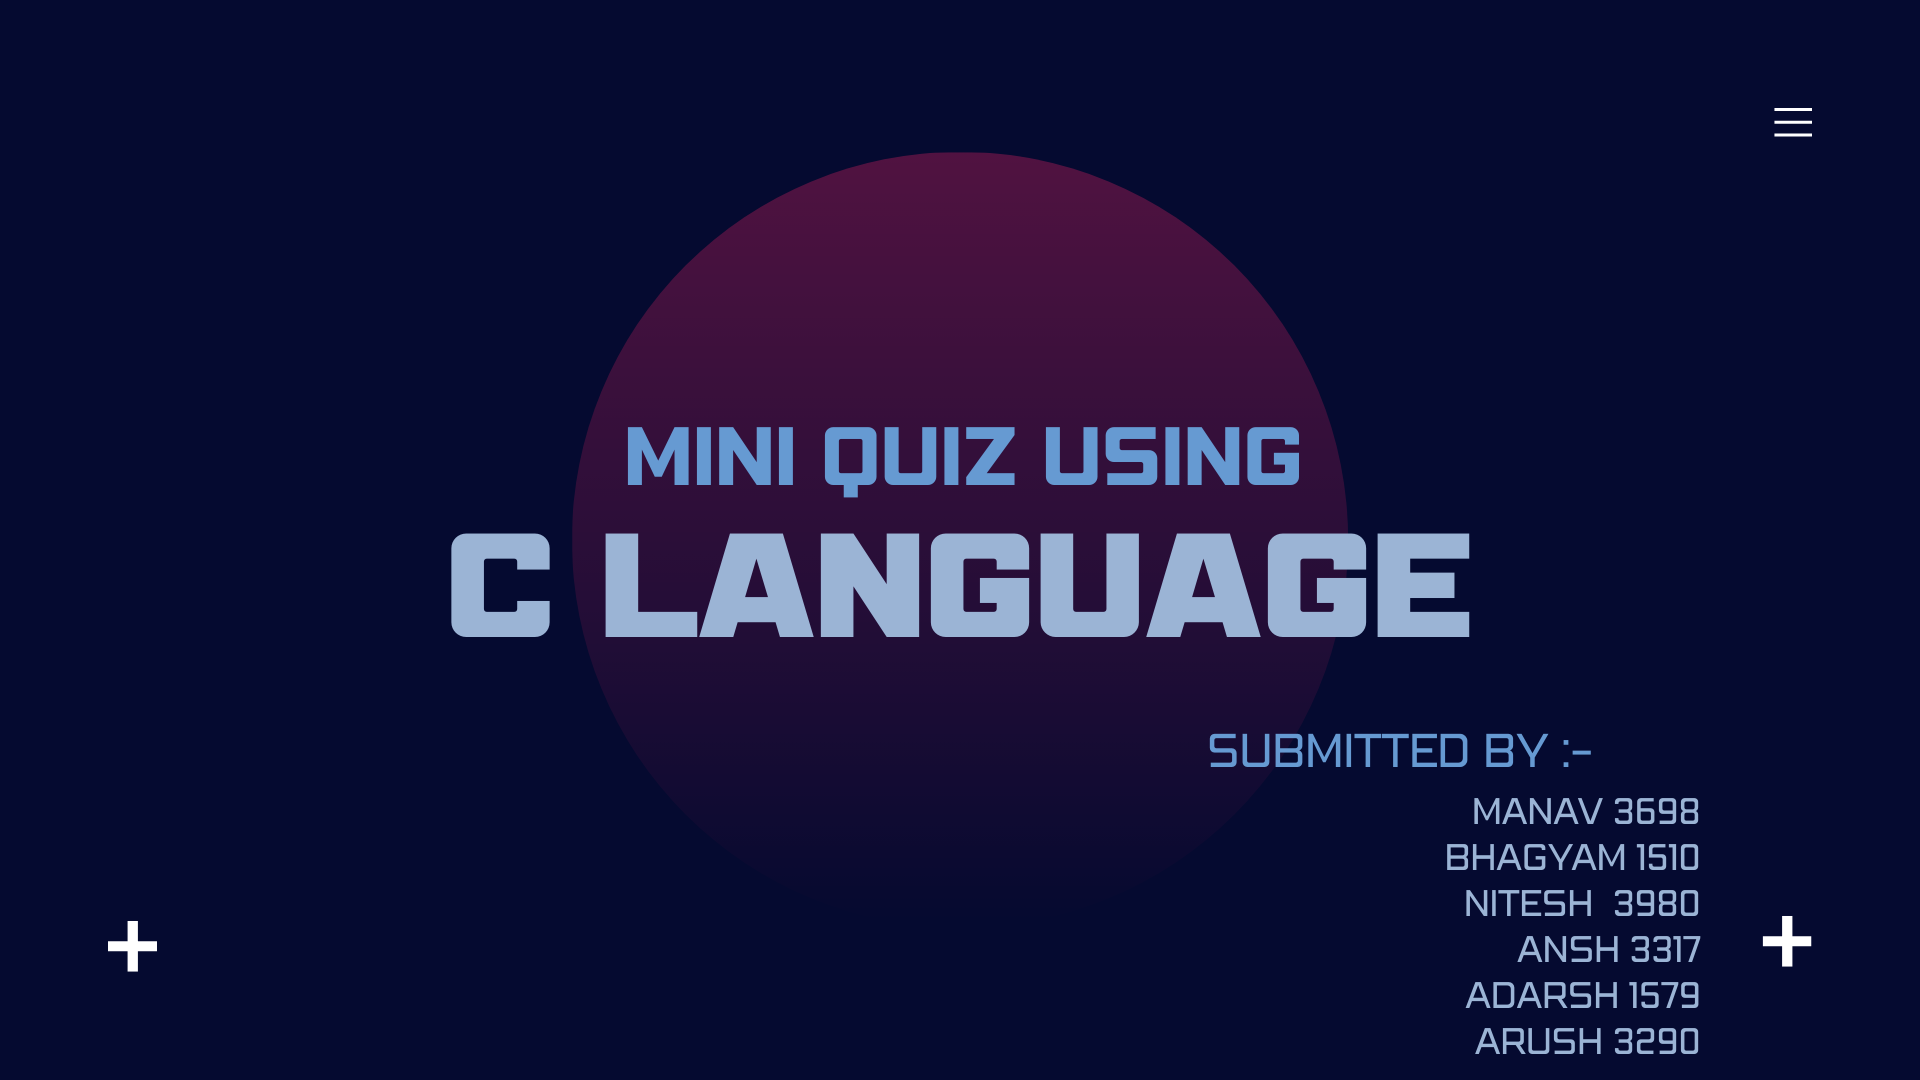 MINI QUIZ USING
C LANGUAGE
SUBMITTED BY :-
MANAV 3698
BHAGYAM 1510
NITESH  3980
ANSH 3317
ADARSH 1579
ARUSH 3290